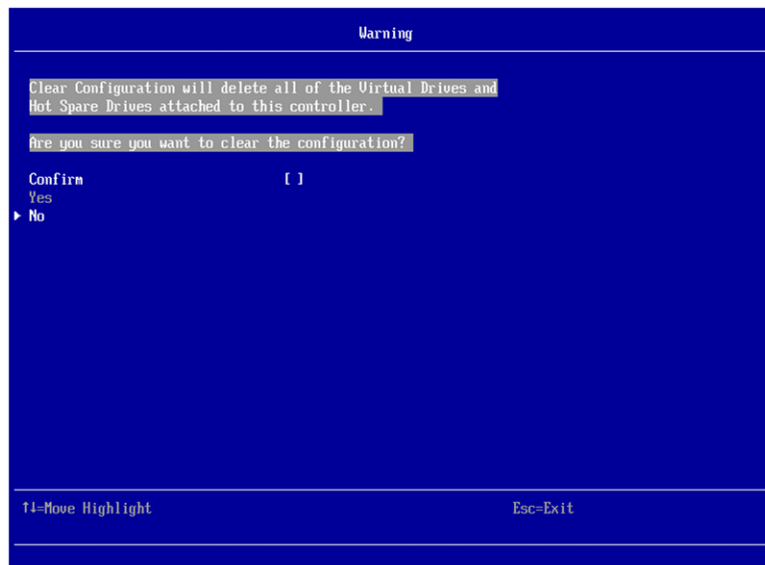 Warning
Clear Configuration will delete all of the Virtual Drives and
Hot Spare Drives attached to this controller.
Are you sure you want to clear the configuration?
Confirm [ ]
Yes
No
↑↓=Move Highlight Esc=Exit